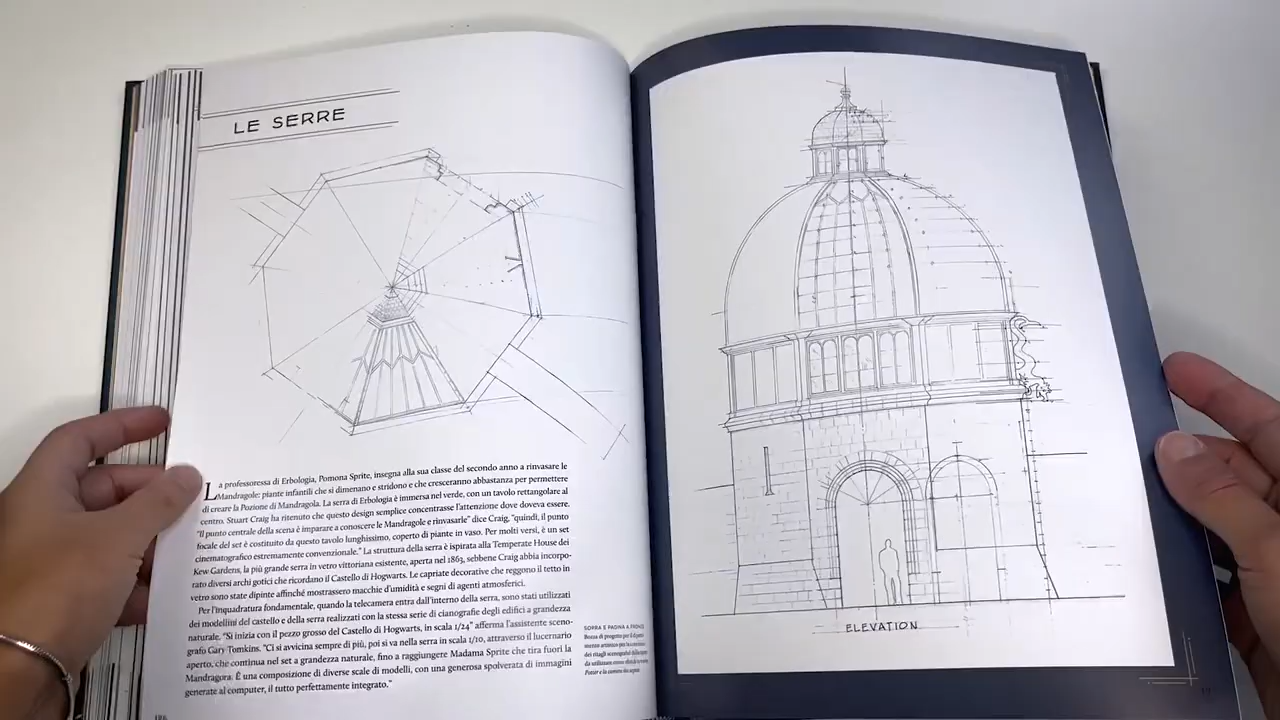 LE SERRE
La professoressa di Erbologia, Pomona Sprite, insegna alla sua classe del secondo anno a rinvasare le
Mandragole: piante infantili che si dimenano e stridono e che cresceranno abbastanza per permettere
di creare la Pozione di Mandragola. La serra di Erbologia è immersa nel verde, con un tavolo rettangolare al
centro. Stuart Craig ha ritenuto che questo design semplice concentrasse l'attenzione dove doveva essere.
"Il punto centrale della scena è imparare a conoscere le Mandragole e rinvasarle" dice Craig, "quindi, il punto
focale del set è costituito da questo tavolo lunghissimo, coperto di piante in vaso. Per molti versi, è un set
cinematografico estremamente convenzionale." La struttura della serra è ispirata alla Temperate House dei
Kew Gardens, la più grande serra in vetro vittoriana esistente, aperta nel 1863, sebbene Craig abbia incorpo-
rato diversi archi gotici che ricordano il Castello di Hogwarts. Le capriate decorative che reggono il tetto in
vetro sono state dipinte affinché mostrassero macchie d'umidità e segni di agenti atmosferici.
Per l'inquadratura fondamentale, quando la telecamera entra dall'interno della serra, sono stati utilizzati
dei modellini del castello e della serra realizzati con la stessa serie di cianografie degli edifici a grandezza
naturale. "Si inizia con il pezzo grosso del Castello di Hogwarts, in scala 1/24" afferma l'assistente sceno-
grafo Gary Tomkins. "Ci si avvicina sempre di più, poi si va nella serra in scala 1/10, attraverso il lucernario
aperto, che continua nel set a grandezza naturale, fino a raggiungere Madama Sprite che tira fuori la
Mandragora. È una composizione di diverse scale di modelli, con una generosa spolverata di immagini
generate al computer, il tutto perfettamente integrato."
SOPRA E PAGINA A FRONTE
Bozza di progetto per il
ELEVATION